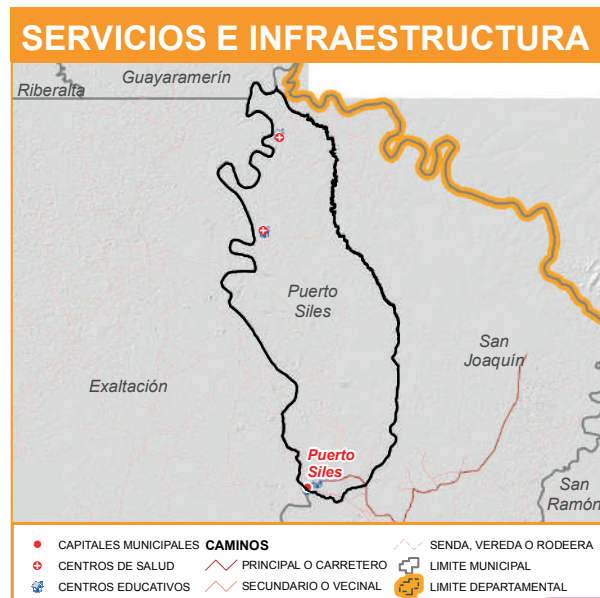 SERVICIOS E INFRAESTRUCTURA
Guayaramerín
Riberalta
Puerto
Siles
San
Joaquín
Exaltación
Puerto
Siles
San
Ramón
CAPITALES MUNICIPALES
CENTROS DE SALUD
CENTROS EDUCATIVOS
CAMINOS
PRINCIPAL O CARRETERO
SECUNDARIO O VECINAL
SENDA, VEREDA O RODEERA
LIMITE MUNICIPAL
LIMITE DEPARTAMENTAL